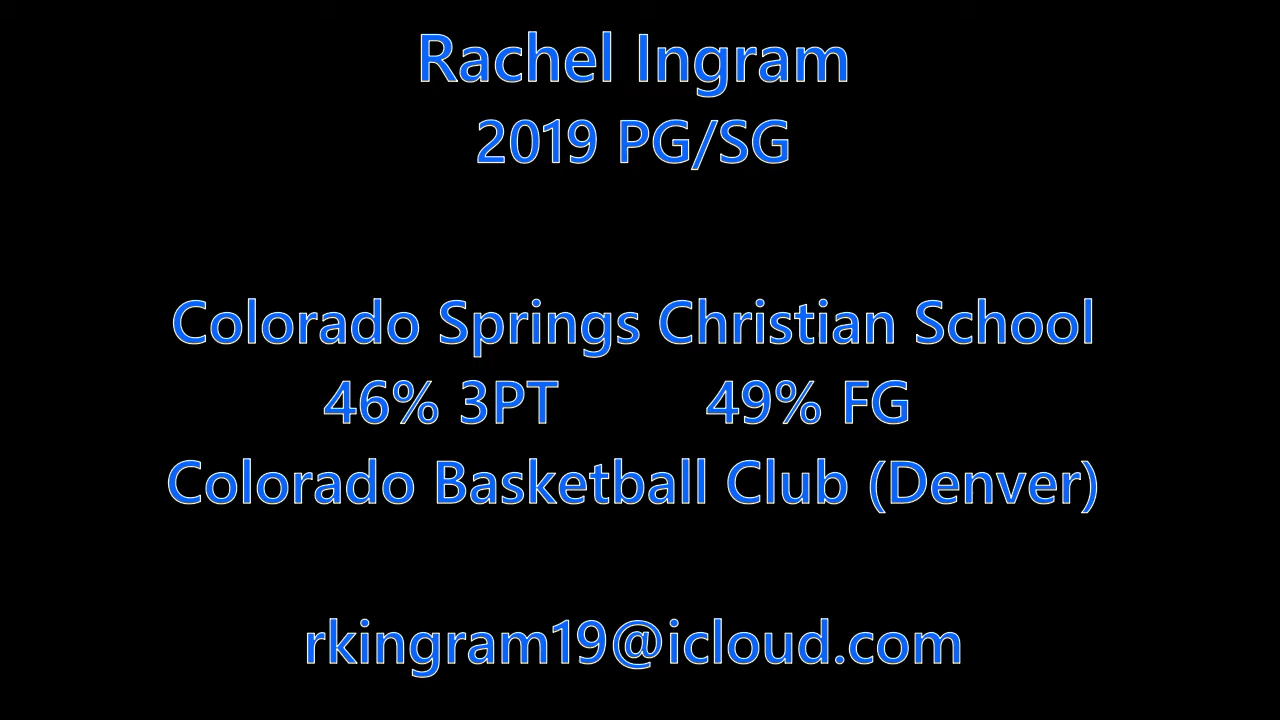 Rachel Ingram
2019 PG/SG
Colorado Springs Christian School
46% 3PT 49% FG
Colorado Basketball Club (Denver)
rkingram19@icloud.com